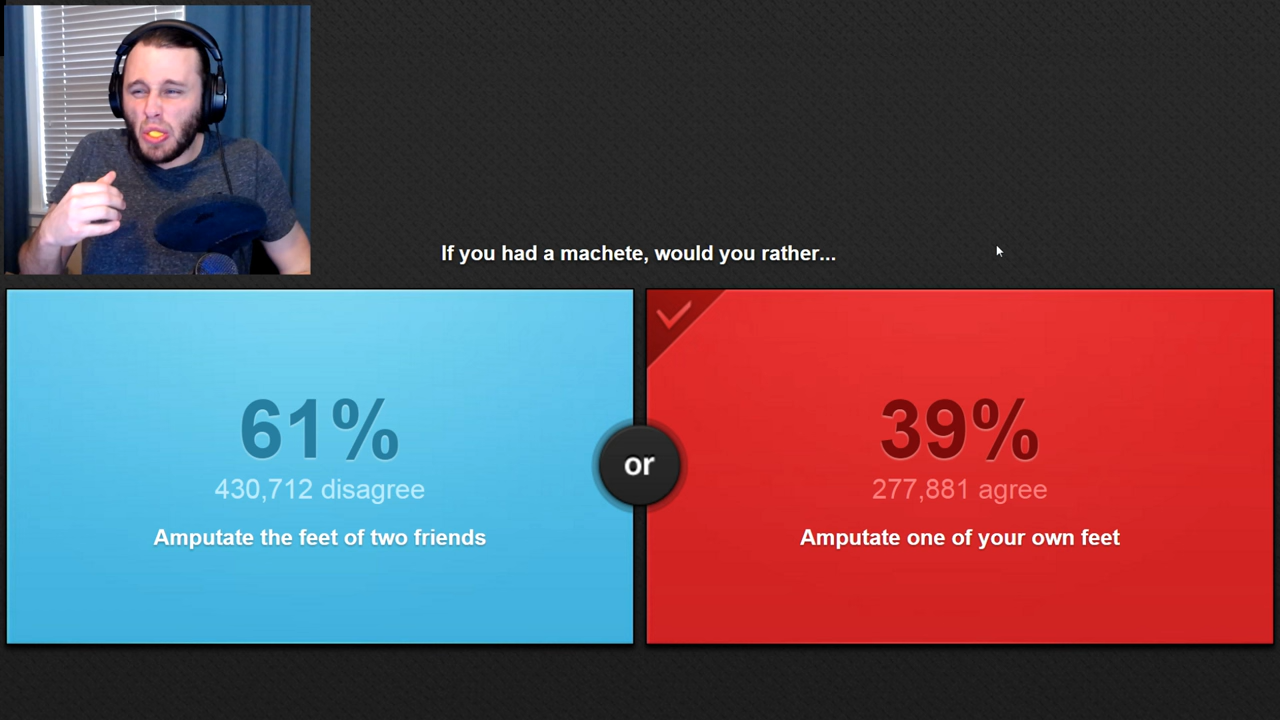 If you had a machete, would you rather...
61%
430,712 disagree
Amputate the feet of two friends
or
39%
277,881 agree
Amputate one of your own feet